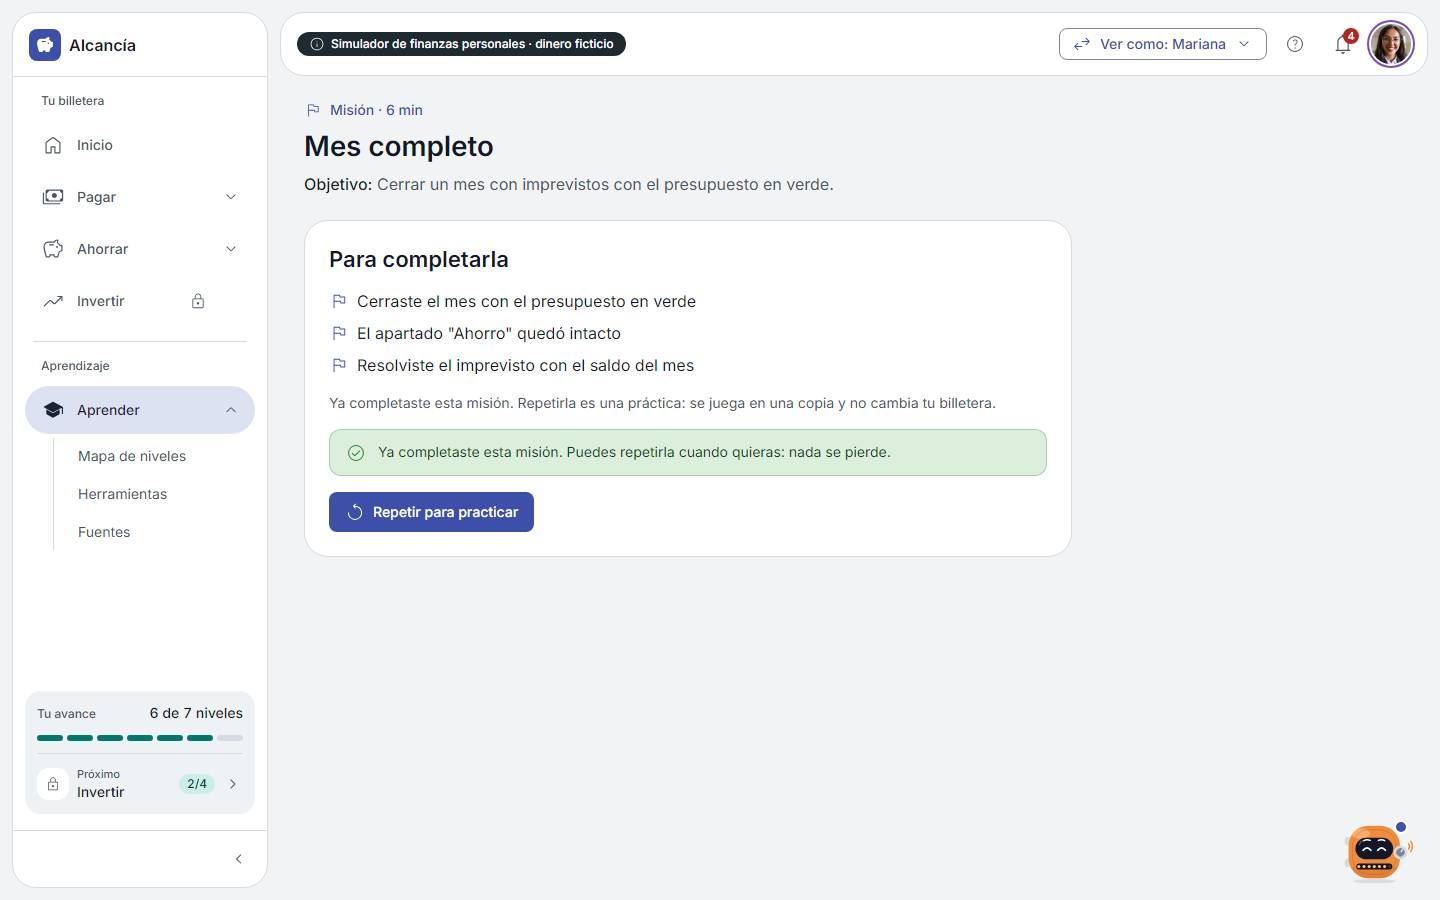 Alcancía
Simulador de finanzas personales · dinero ficticio
Ver como: Mariana
4
Tu billetera
Inicio
Pagar
Ahorrar
Invertir
Aprendizaje
Aprender
Mapa de niveles
Herramientas
Fuentes
Tu avance
6 de 7 niveles
Próximo
Invertir
2/4
Misión · 6 min
Mes completo
Objetivo: Cerrar un mes con imprevistos con el presupuesto en verde.
Para completarla
Cerraste el mes con el presupuesto en verde
El apartado "Ahorro" quedó intacto
Resolviste el imprevisto con el saldo del mes
Ya completaste esta misión. Repetirla es una práctica: se juega en una copia y no cambia tu billetera.
Ya completaste esta misión. Puedes repetirla cuando quieras: nada se pierde.
Repetir para practicar